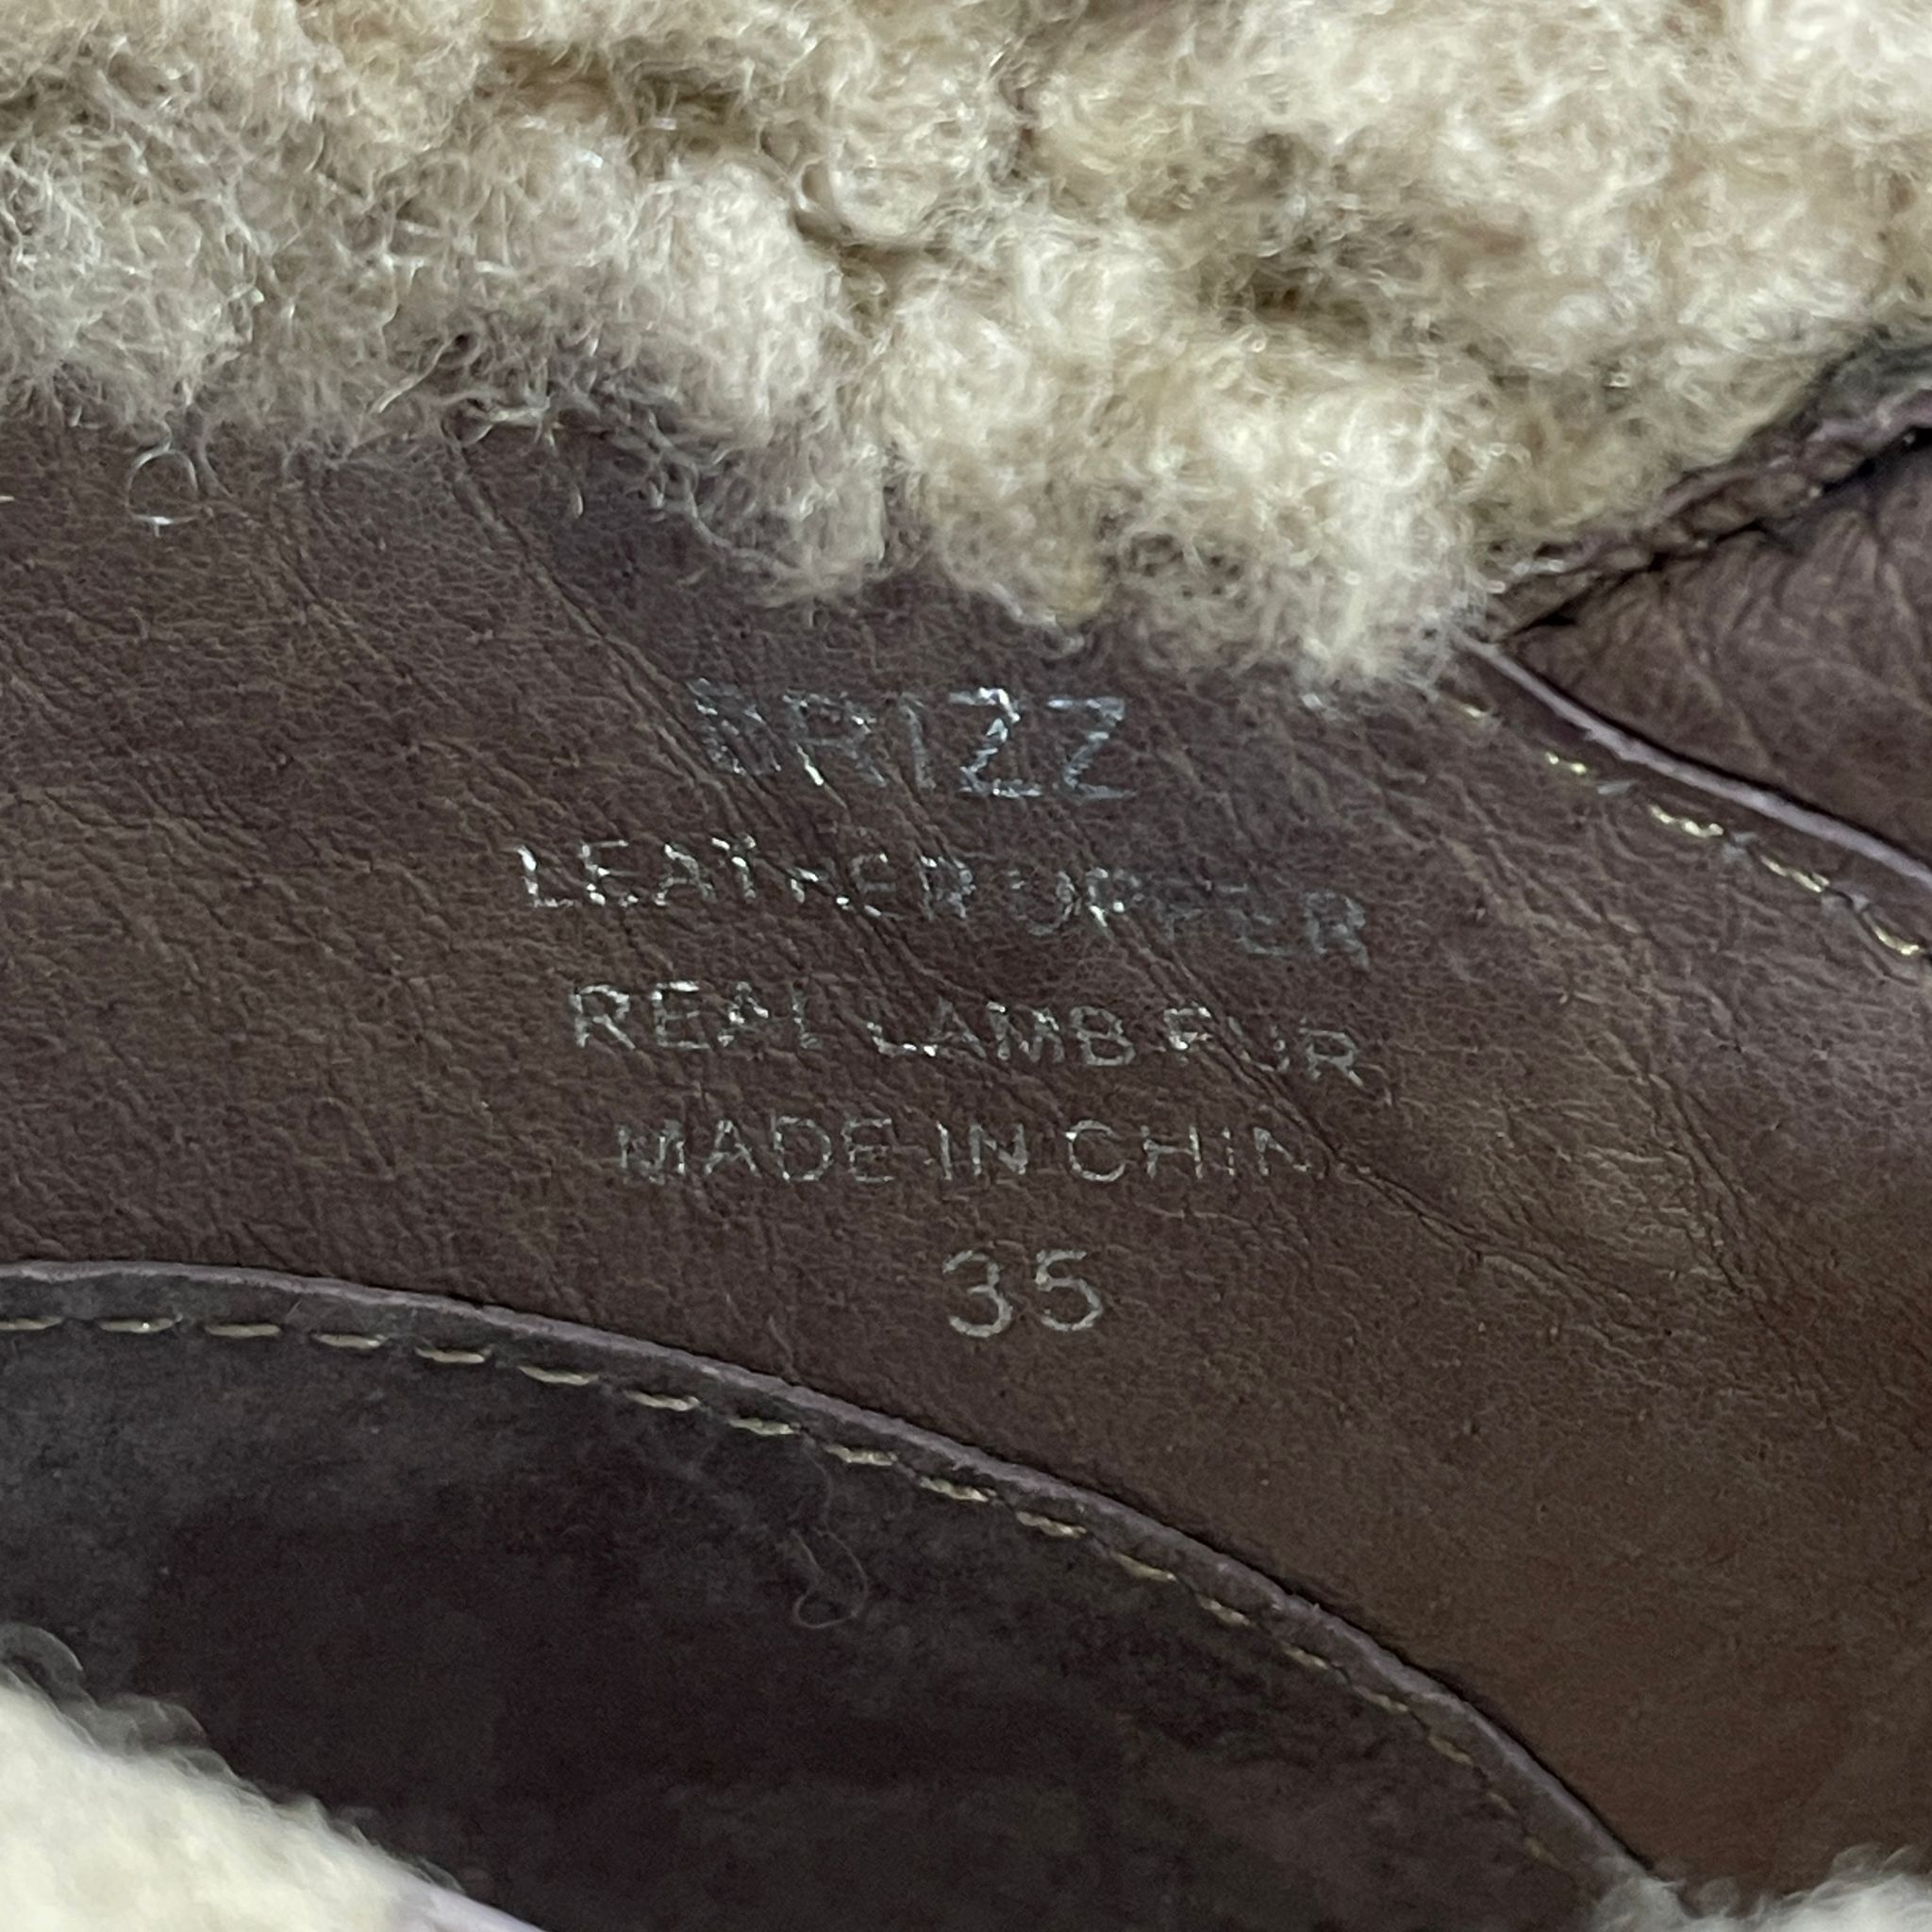 BRIZZ
LEATHER UPPER
REAL LAMB FUR
MADE IN CHIN
35